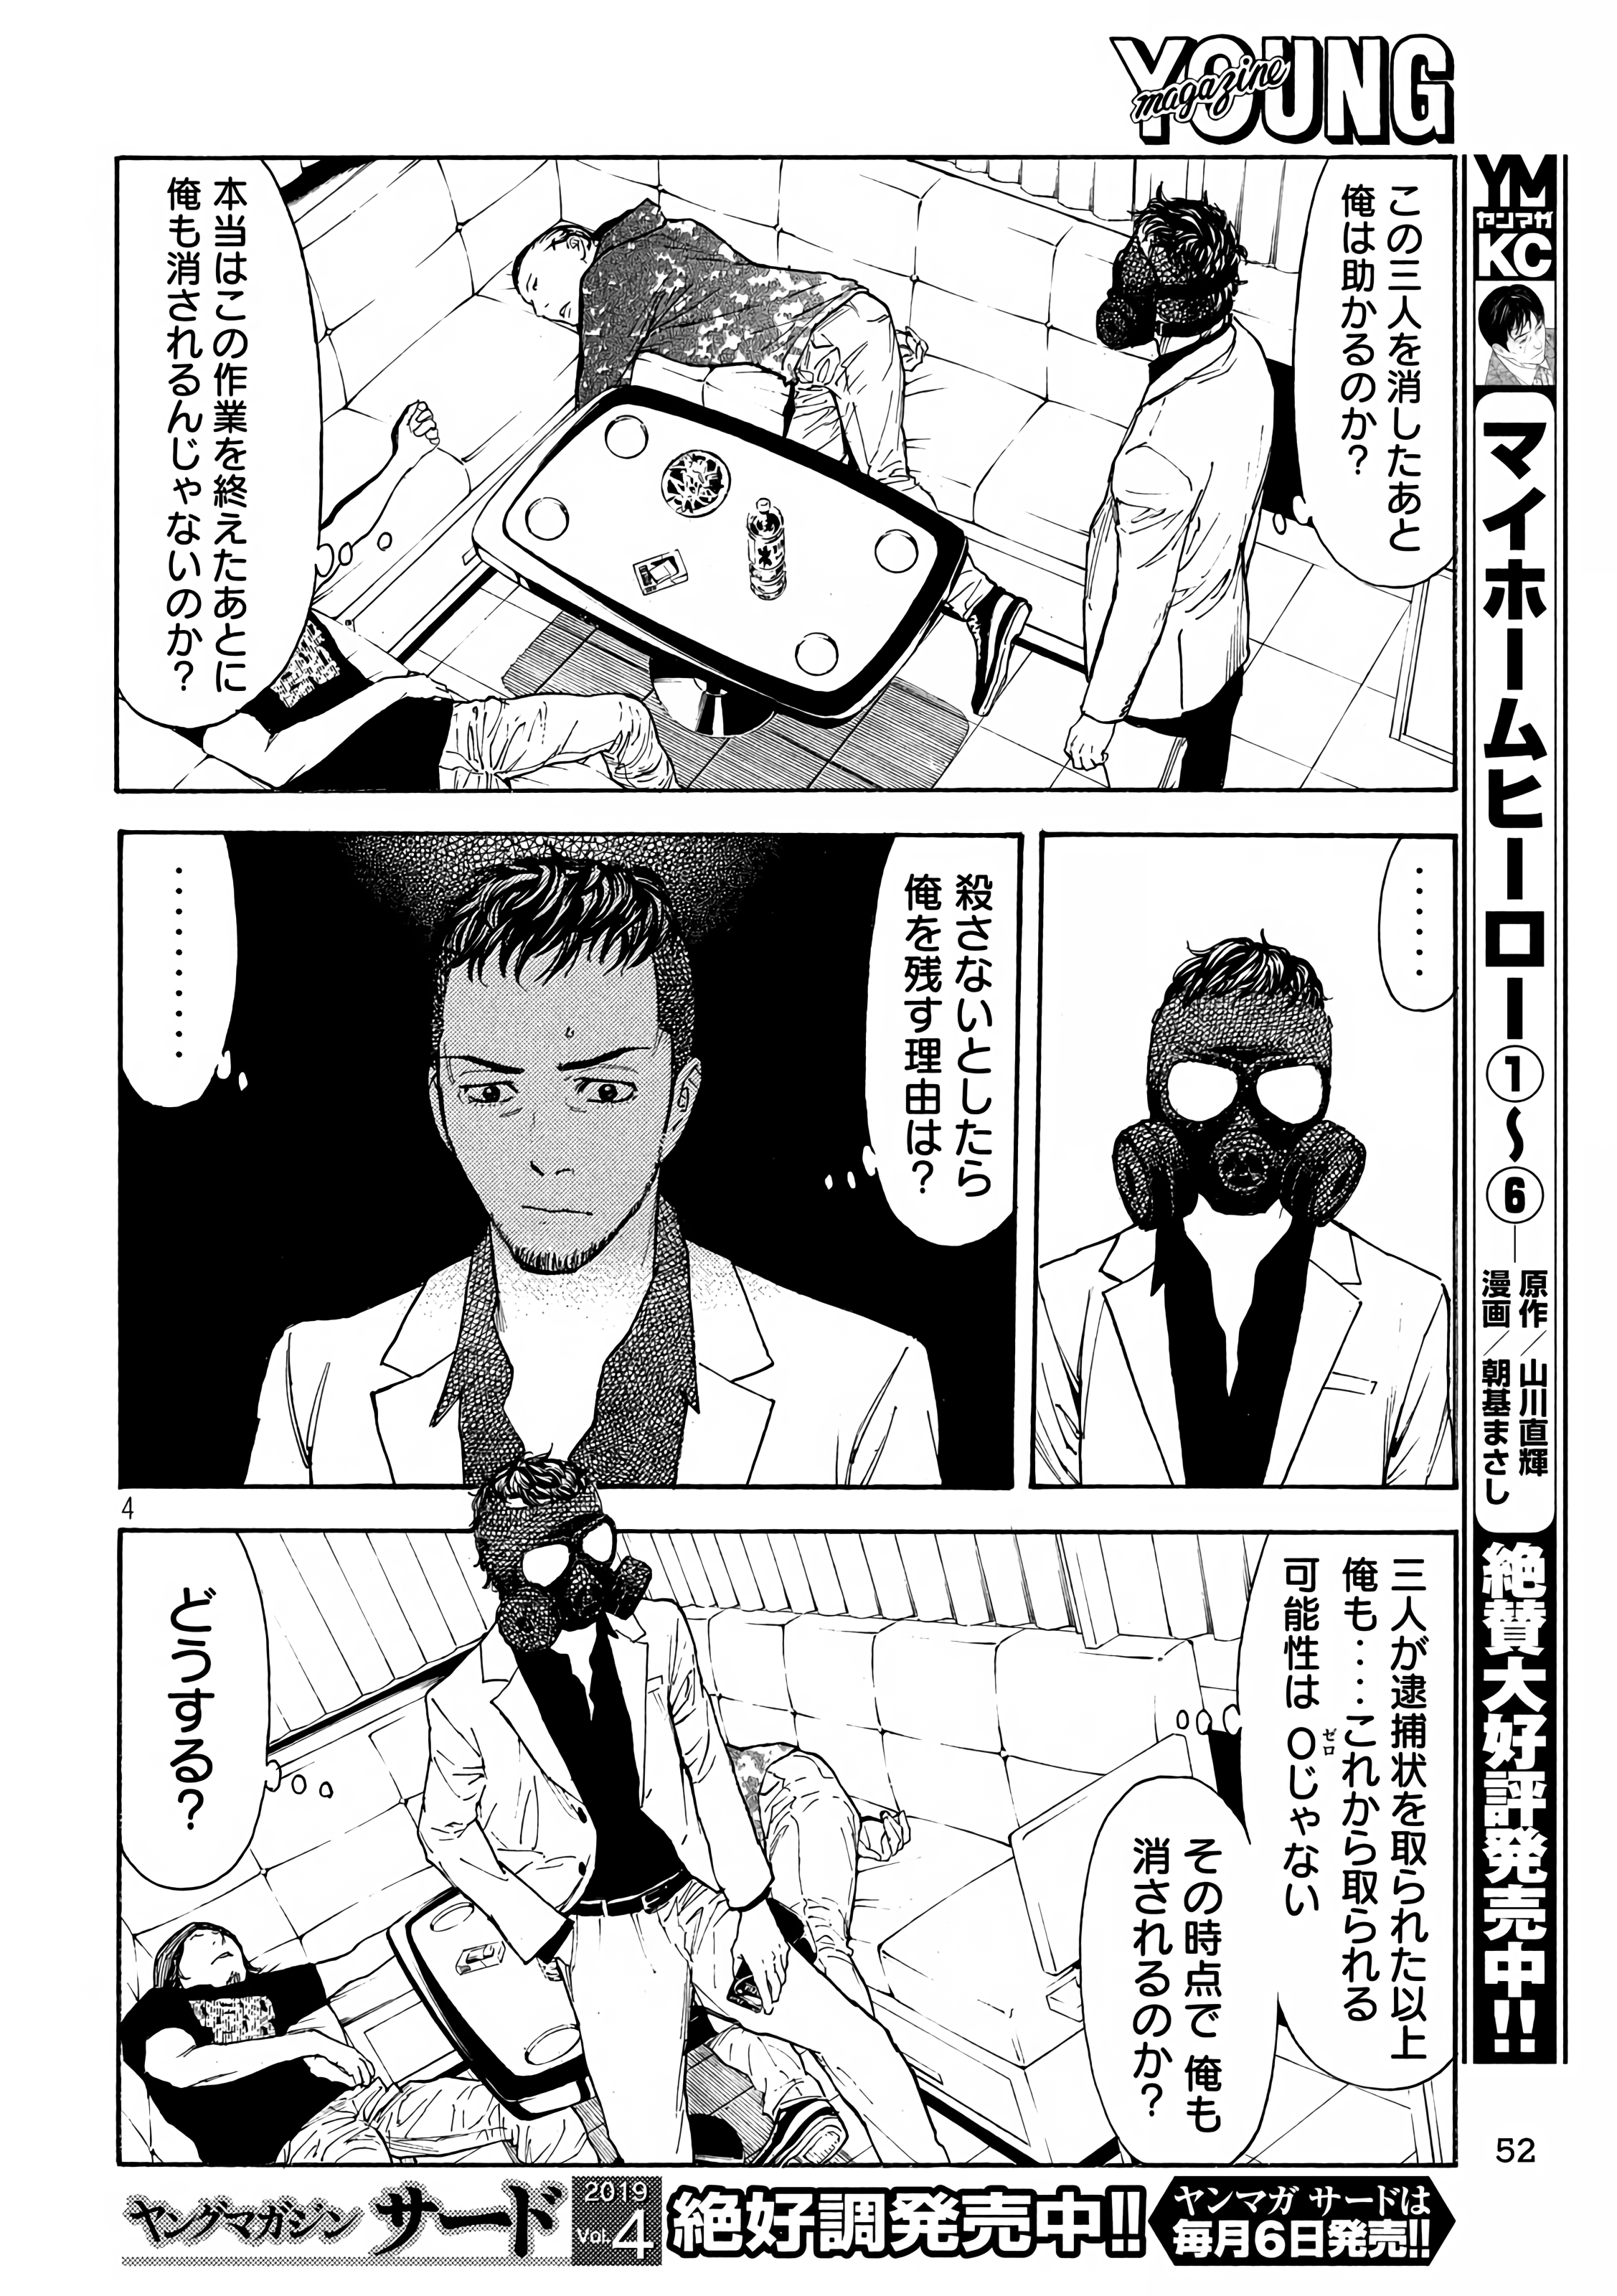 YOUNG
magazine
この三人を消したあと
俺は助かるのか?
本当はこの作業を終えたあとに
俺も消されるんじゃないのか?
・・・・・・
殺さないとしたら
俺を残す理由は?
・・・・・・・・・
三人が逮捕状を取られた以上
俺も・・・・これから取られる
可能性は0じゃない
ゼロ
その時点で 俺も
消されるのか?
どうする?
4
YM
ヤンマガ
KC
マイホームヒーロー①〜⑥
原作/山川直輝
漫画/朝基まさし
絶賛大好評発売中!!
52
ヤングマガジン サード
2019
Vol.4
絶好調発売中!!
ヤンマガ サードは
毎月6日発売!!